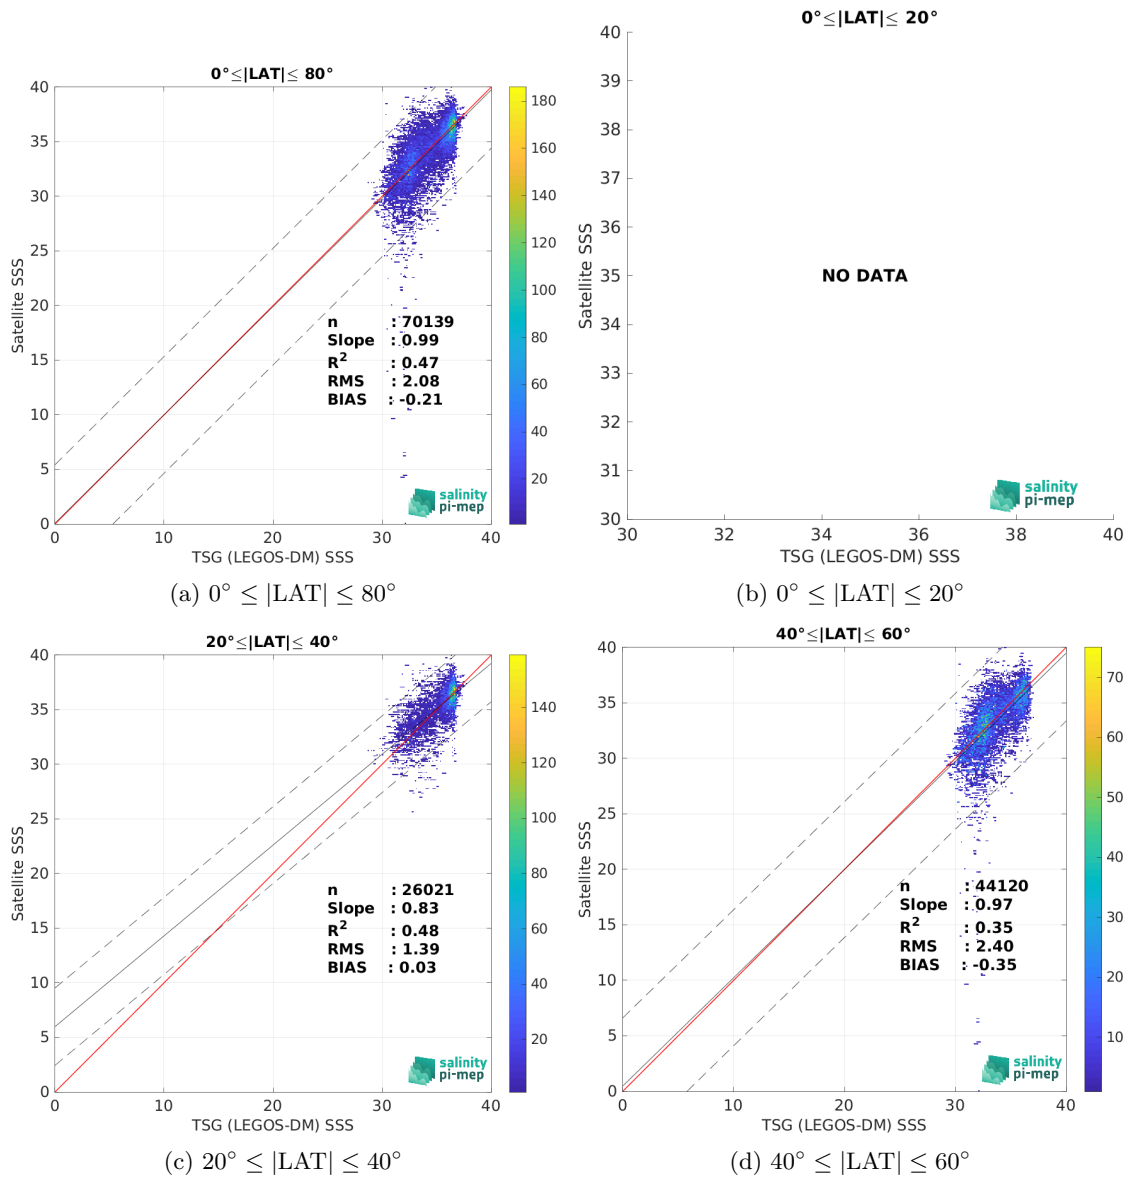 0°≤|LAT|≤ 80°
40
35
30
25
20
15
10
5
0
Satellite SSS
n : 70139
Slope : 0.99
R2 : 0.47
RMS : 2.08
BIAS : -0.21
salinity
pi-mep
0 10 20 30 40
TSG (LEGOS-DM) SSS
180
160
140
120
100
80
60
40
20
(a) 0° ≤ |LAT| ≤ 80°
0°≤|LAT|≤ 20°
40
39
38
37
36
35
34
33
32
31
30
Satellite SSS
NO DATA
salinity
pi-mep
30 32 34 36 38 40
TSG (LEGOS-DM) SSS
(b) 0° ≤ |LAT| ≤ 20°
20°≤|LAT|≤ 40°
40
35
30
25
20
15
10
5
0
Satellite SSS
n : 26021
Slope : 0.83
R2 : 0.48
RMS : 1.39
BIAS : 0.03
salinity
pi-mep
0 10 20 30 40
TSG (LEGOS-DM) SSS
140
120
100
80
60
40
20
(c) 20° ≤ |LAT| ≤ 40°
40°≤|LAT|≤ 60°
40
35
30
25
20
15
10
5
0
Satellite SSS
n : 44120
Slope : 0.97
R2 : 0.35
RMS : 2.40
BIAS : -0.35
salinity
pi-mep
0 10 20 30 40
TSG (LEGOS-DM) SSS
70
60
50
40
30
20
10
(d) 40° ≤ |LAT| ≤ 60°